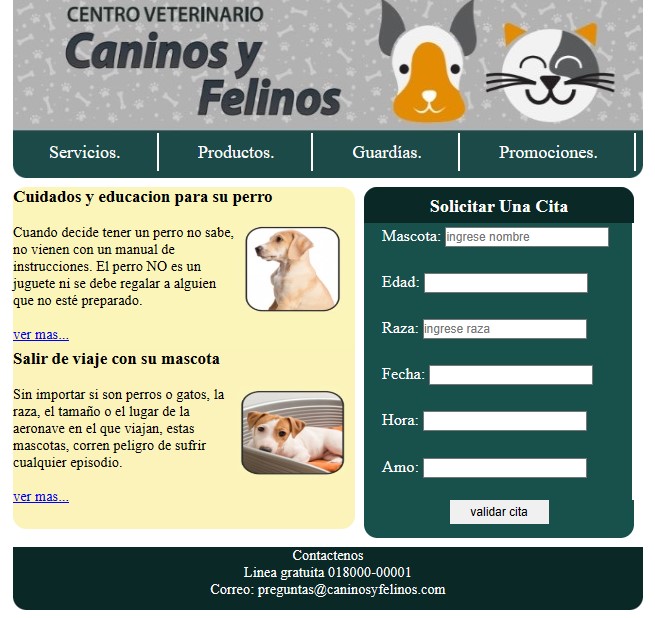 CENTRO VETERINARIO
Caninos y
Felinos
Servicios.
Productos.
Guardías.
Promociones.
Cuidados y educacion para su perro
Cuando decide tener un perro no sabe,
no vienen con un manual de
instrucciones. El perro NO es un
juguete ni se debe regalar a alguien
que no esté preparado.
ver mas...
Salir de viaje con su mascota
Sin importar si son perros o gatos, la
raza, el tamaño o el lugar de la
aeronave en el que viajan, estas
mascotas, corren peligro de sufrir
cualquier episodio.
ver mas...
Solicitar Una Cita
Mascota: ingrese nombre
Edad:
Raza: ingrese raza
Fecha:
Hora:
Amo:
validar cita
Contactenos
Linea gratuita 018000-00001
Correo: preguntas@caninosyfelinos.com